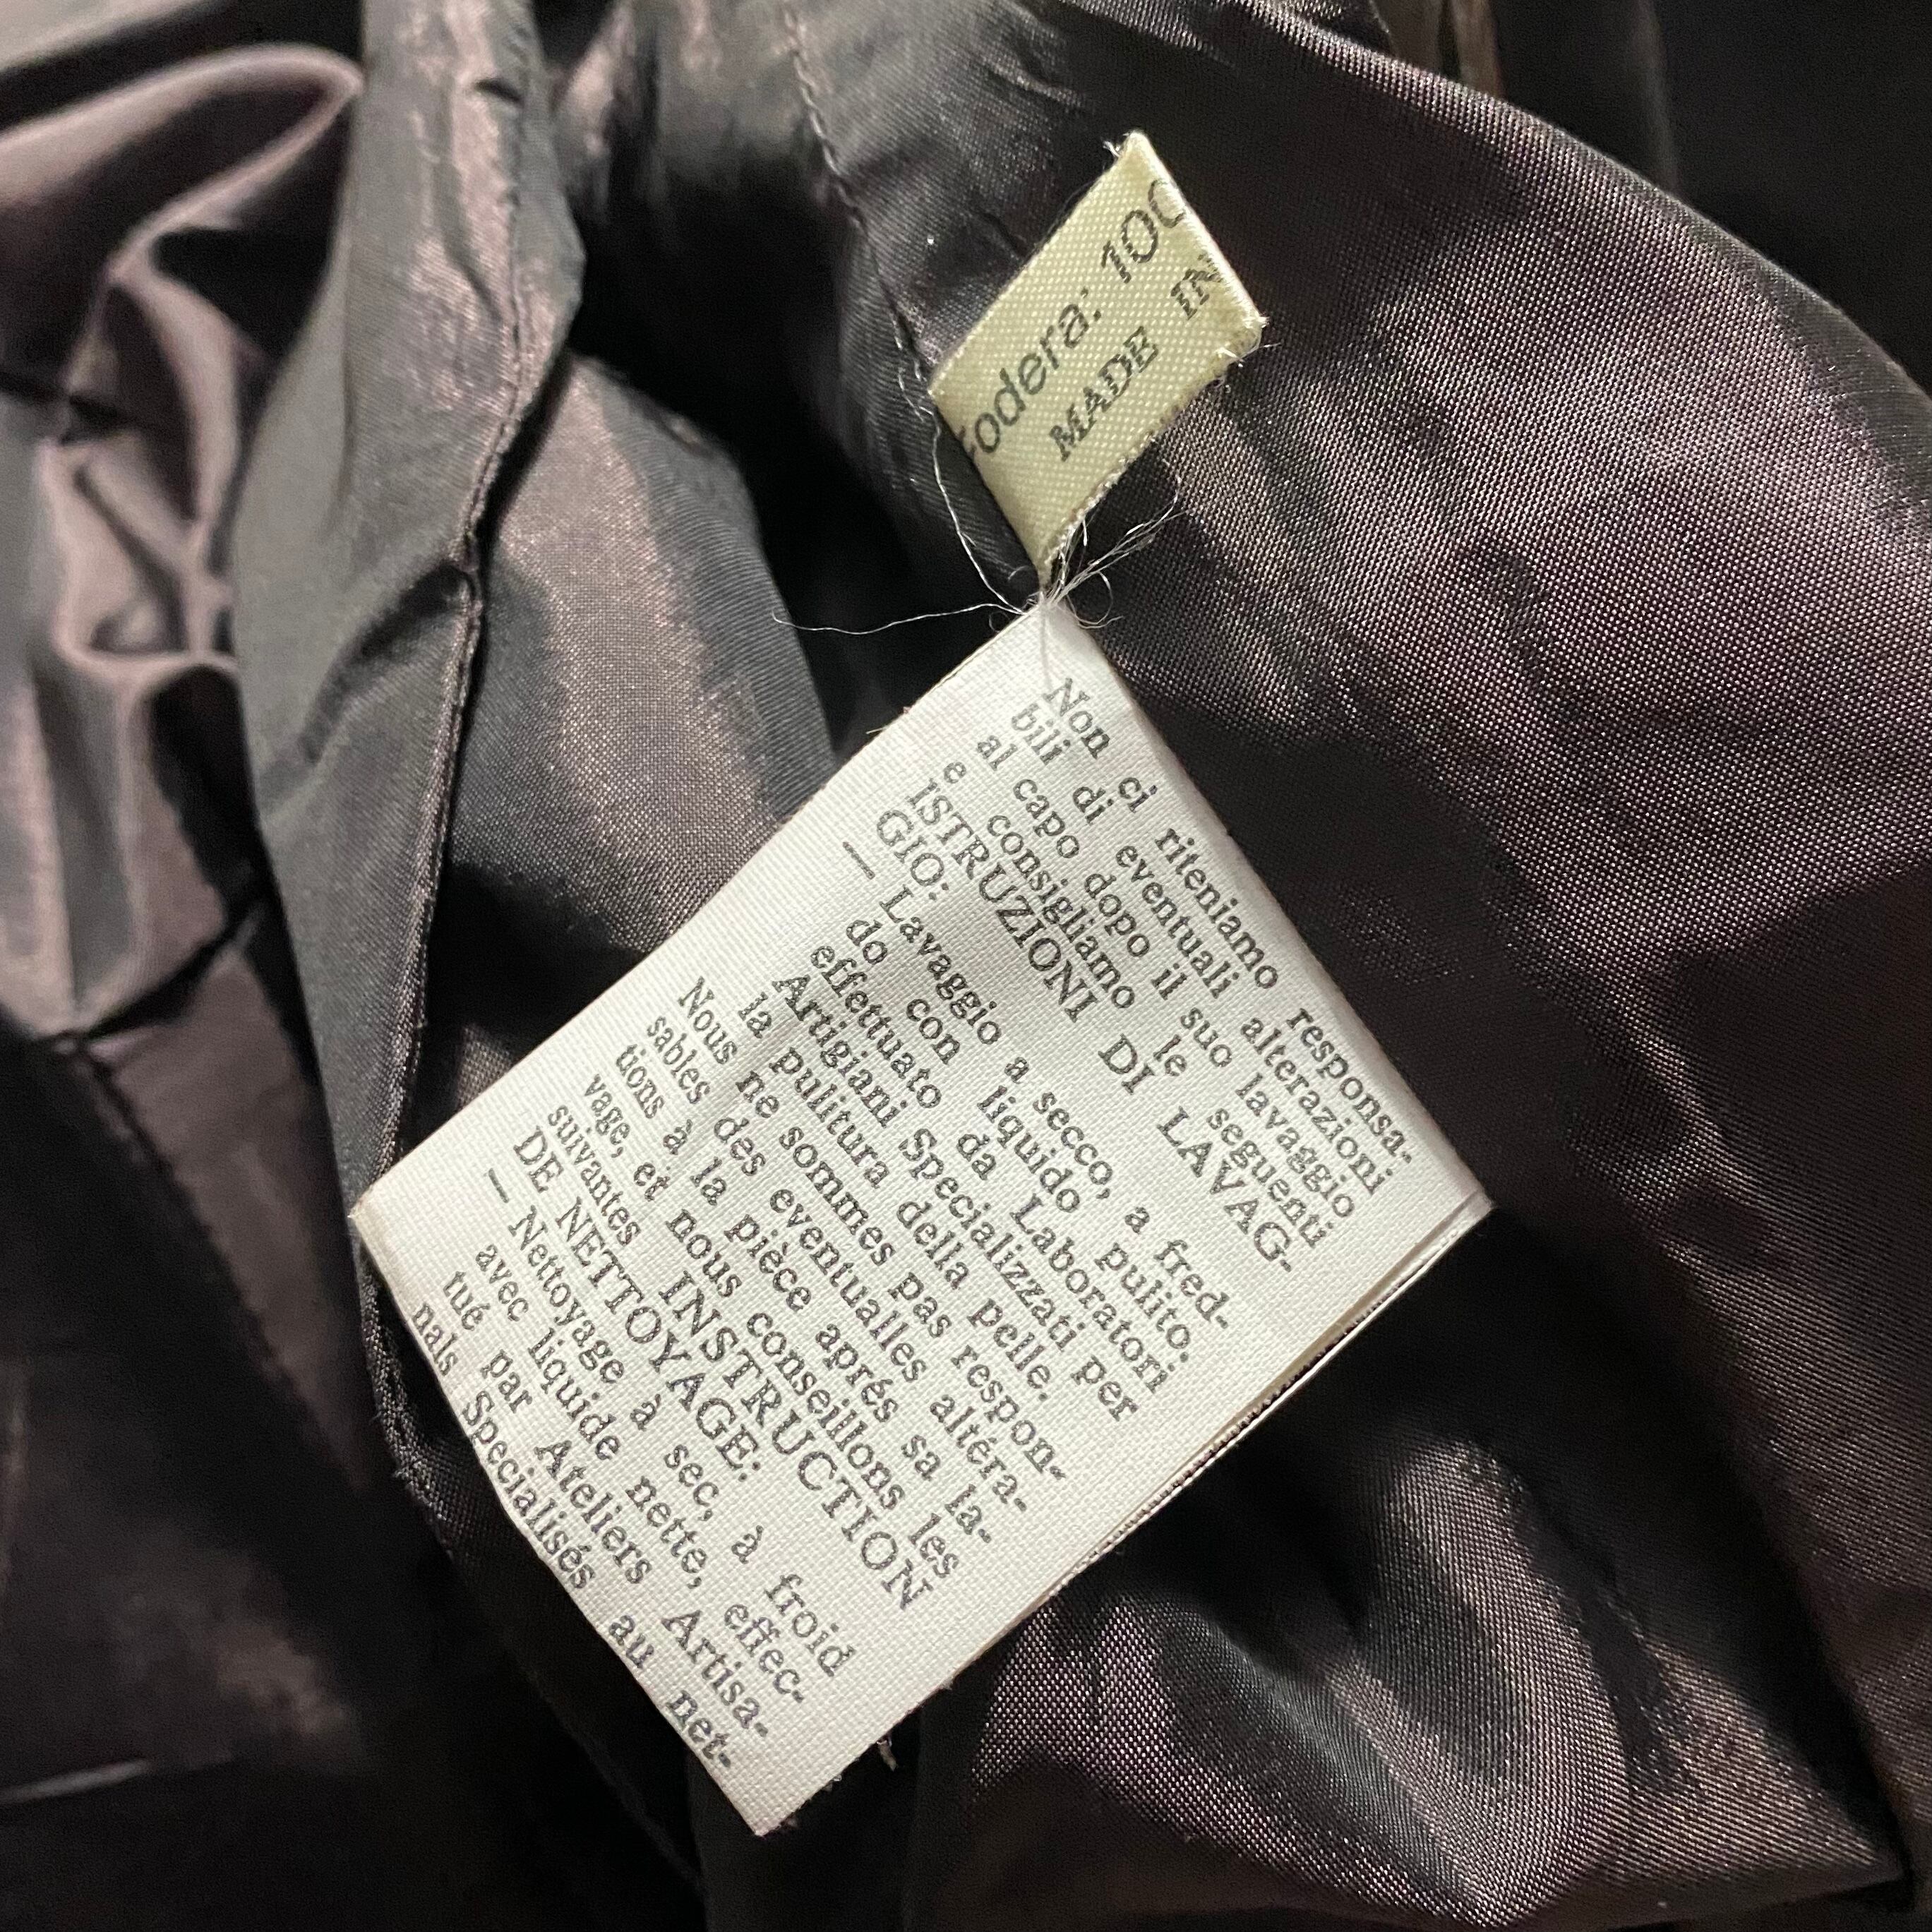 fodera: 100
MADE IN
Non ci riteniamo responsa-
bili di eventuali alterazioni
al capo dopo il suo lavaggio
e consigliamo le seguenti
ISTRUZIONI DI LAVAG-
GIO:
— Lavaggio a secco, a fred-
do con liquido pulito.
effettuato da Laboratori
Artigiani Specializzati per
la pulitura della pelle.
Nous ne sommes pas respon-
sables des eventualles altéra-
tions à la pièce aprés sa la-
vage, et nous conseillons les
suivantes INSTRUCTION
DE NETTOYAGE:
— Nettoyage à sec, à froid
avec liquide nette, effec-
tué par Ateliers Artisa-
nals Specialisés au net-